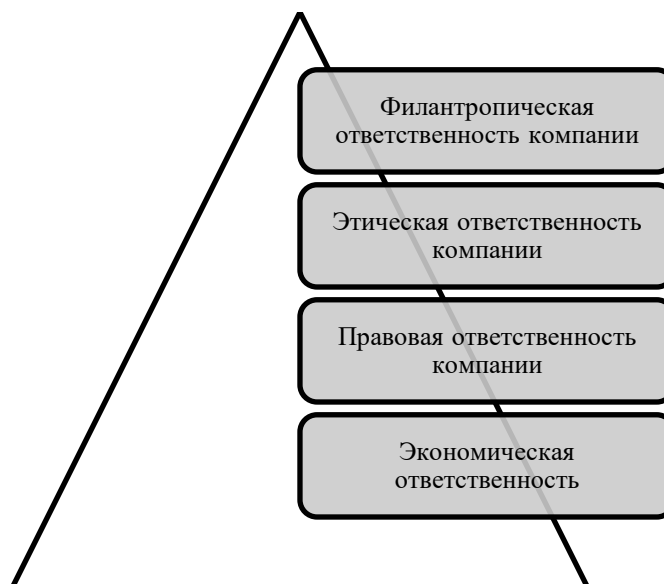 Филантропическая
ответственность компании
Этическая ответственность
компании
Правовая ответственность
компании
Экономическая
ответственность